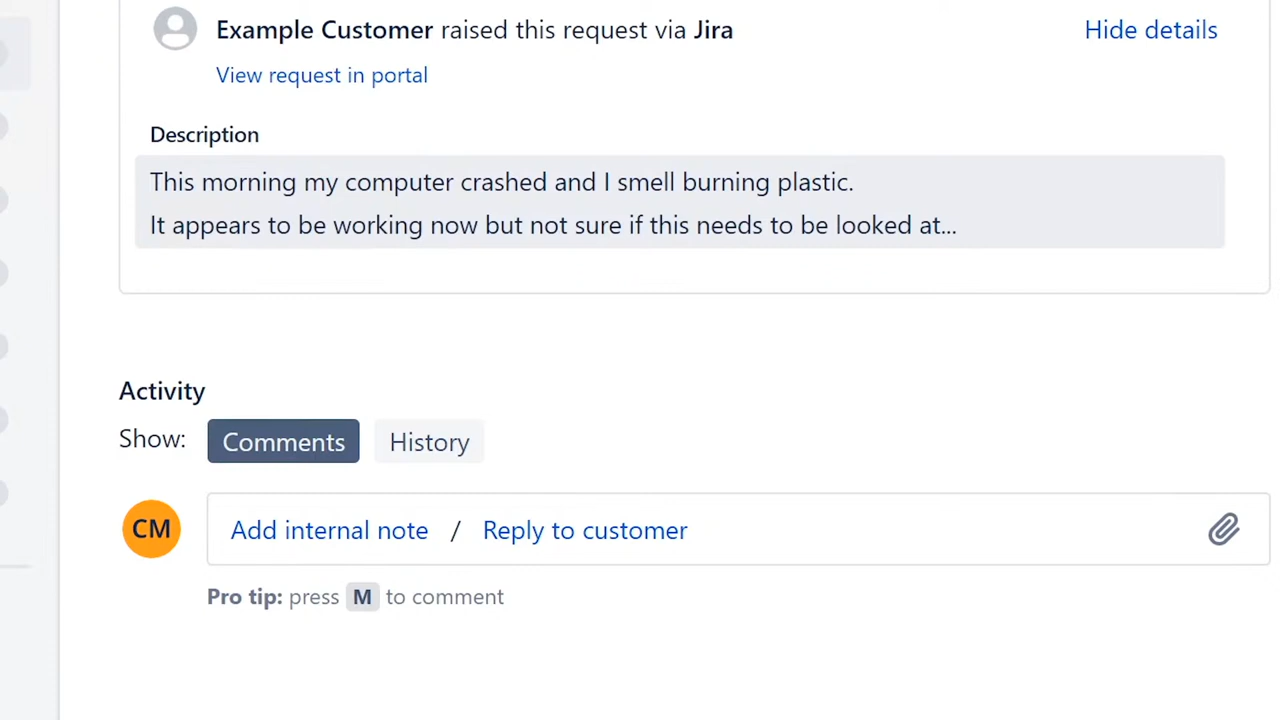 Example Customer raised this request via Jira
Hide details
View request in portal
Description
This morning my computer crashed and I smell burning plastic.
It appears to be working now but not sure if this needs to be looked at...
Activity
Show: Comments History
CM Add internal note / Reply to customer
Pro tip: press M to comment